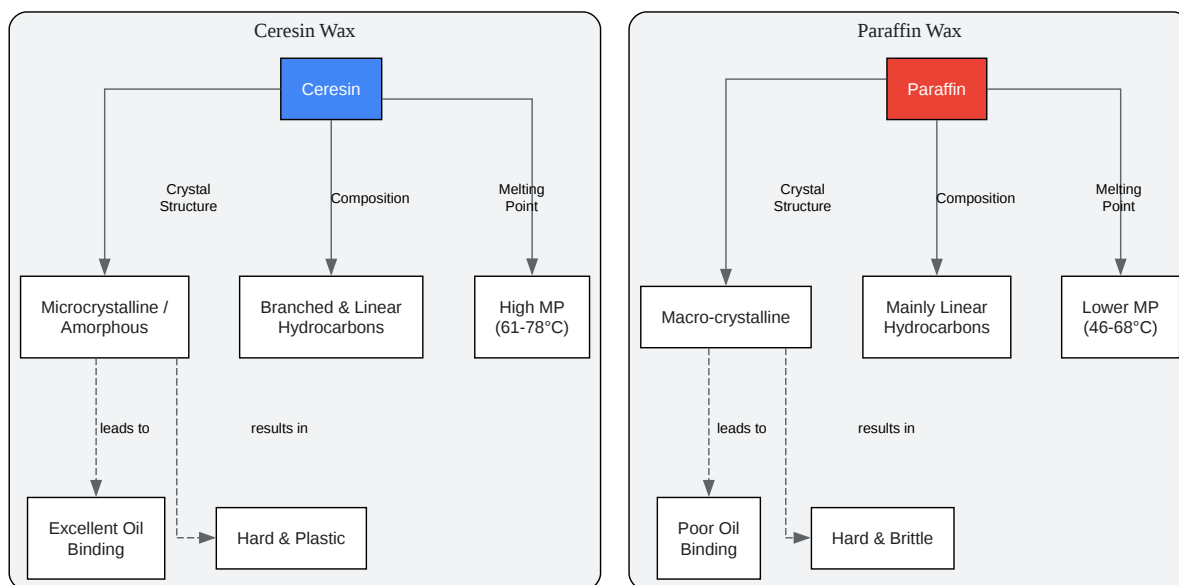 Ceresin Wax
Ceresin
Crystal
Structure
Composition
Melting
Point
Microcrystalline /
Amorphous
Branched & Linear
Hydrocarbons
High MP
(61-78°C)
leads to
results in
Excellent Oil
Binding
Hard & Plastic
Paraffin Wax
Paraffin
Crystal
Structure
Composition
Melting
Point
Macro-crystalline
Mainly Linear
Hydrocarbons
Lower MP
(46-68°C)
leads to
results in
Poor Oil
Binding
Hard & Brittle